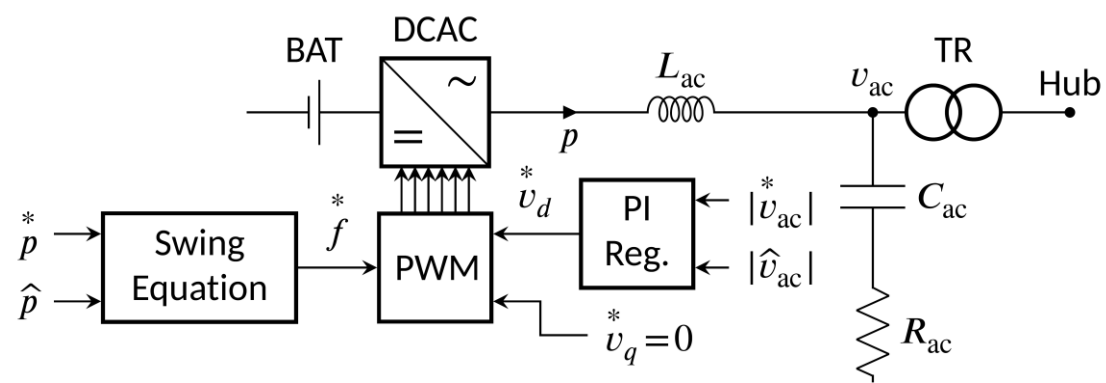 DCAC
BAT
TR
L_ac
v_ac
Hub
~
=
p
v*_d
PI
Reg.
|v*_ac|
|v̂_ac|
C_ac
p*
p̂
Swing
Equation
f*
PWM
v*_q = 0
R_ac